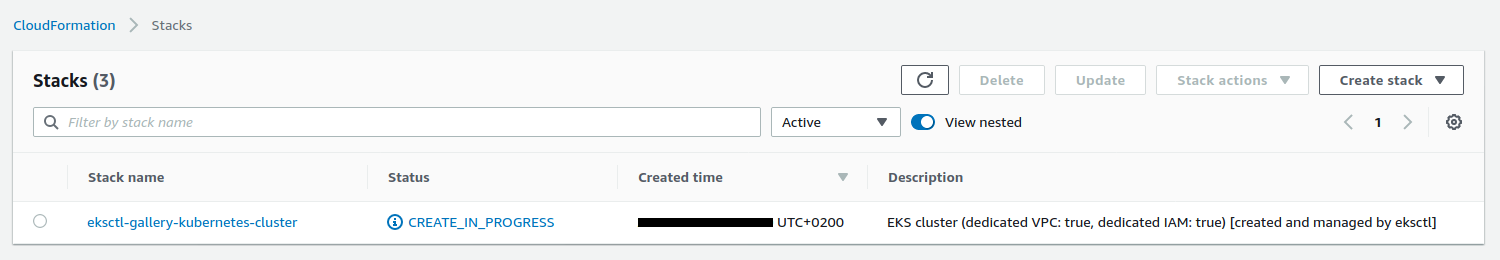 CloudFormation > Stacks
Stacks (3)
Delete
Update
Stack actions
Create stack
Filter by stack name
Active
View nested
1
Stack name Status Created time Description
eksctl-gallery-kubernetes-cluster CREATE_IN_PROGRESS UTC+0200 EKS cluster (dedicated VPC: true, dedicated IAM: true) [created and managed by eksctl]